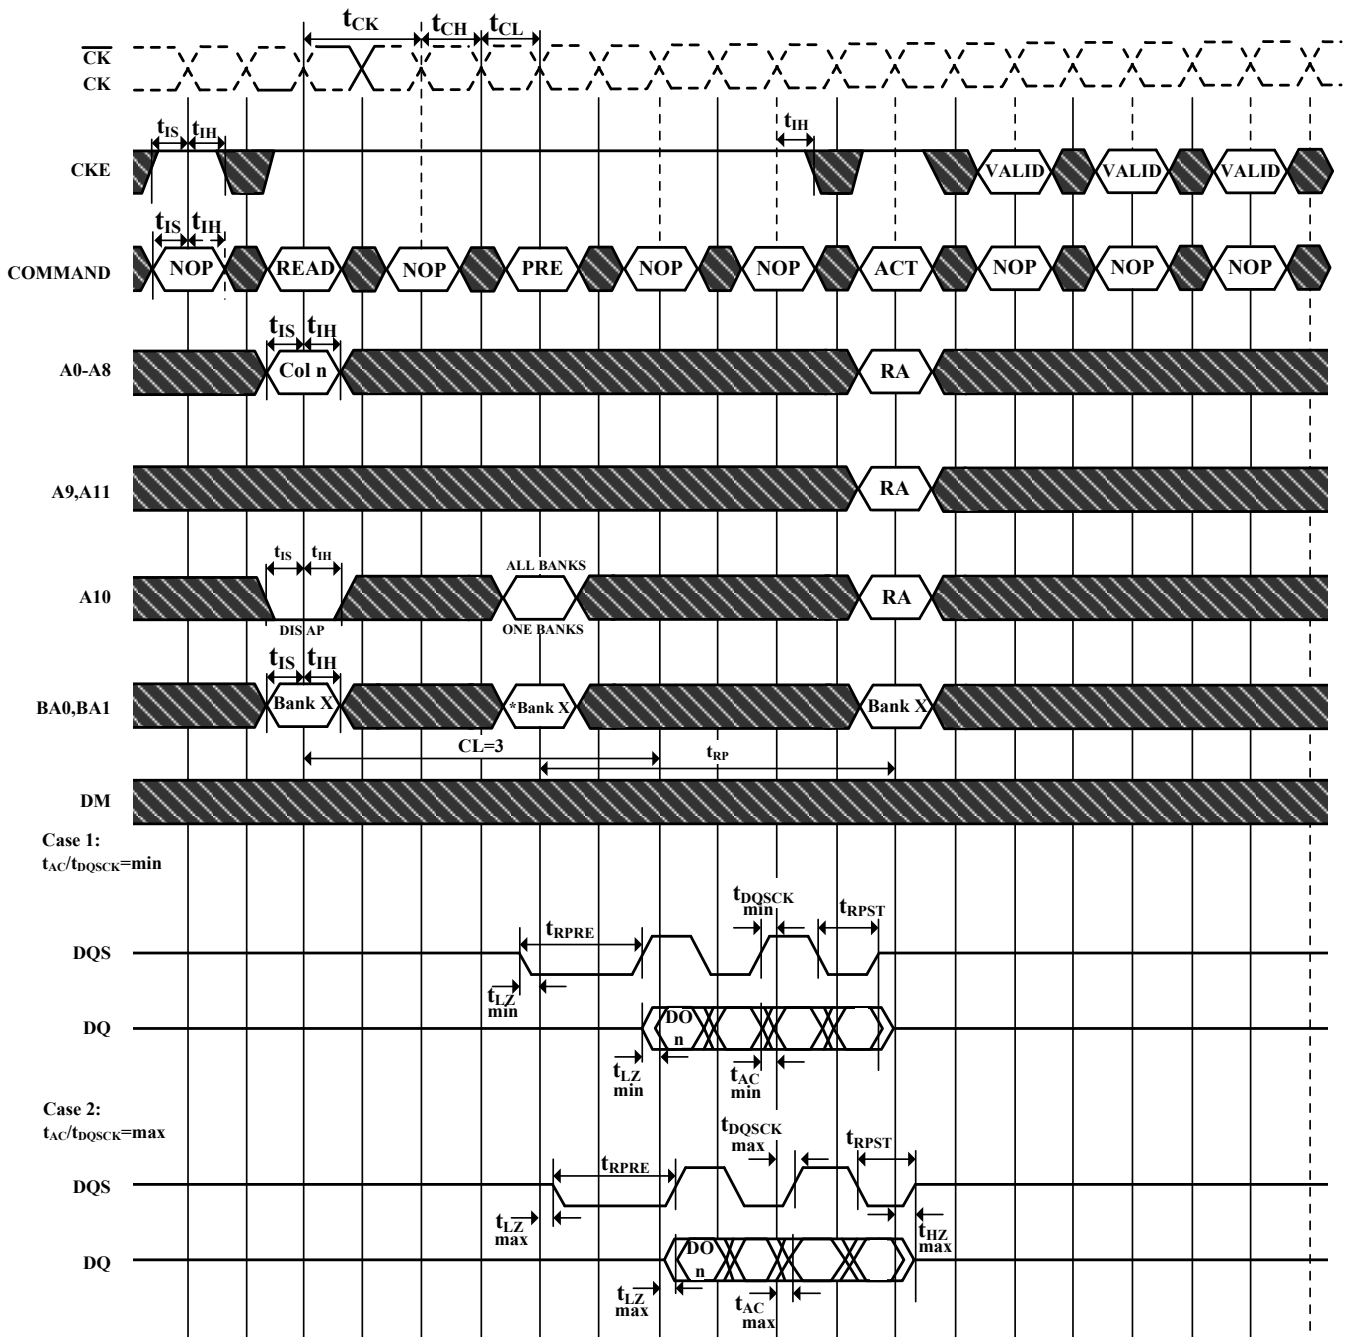 tCK tCH tCL
CK
CK
tIS tIH tIH
CKE VALID VALID VALID
tIS tIH
COMMAND NOP READ NOP PRE NOP NOP ACT NOP NOP NOP
tIS tIH
A0-A8 Col n RA
A9,A11 RA
tIS tIH ALL BANKS
A10 RA
DIS AP ONE BANKS
tIS tIH
BA0,BA1 Bank X *Bank X Bank X
CL=3 tRP
DM
Case 1:
tAC/tDQSCK=min
tDQSCK
min
tRPRE tRPST
DQS
tLZ
min
DQ DO
n
tLZ
min
tAC
min
Case 2:
tAC/tDQSCK=max
tDQSCK
max
tRPRE tRPST
DQS
tLZ
max
tHZ
max
DQ DO
n
tLZ
max
tAC
max